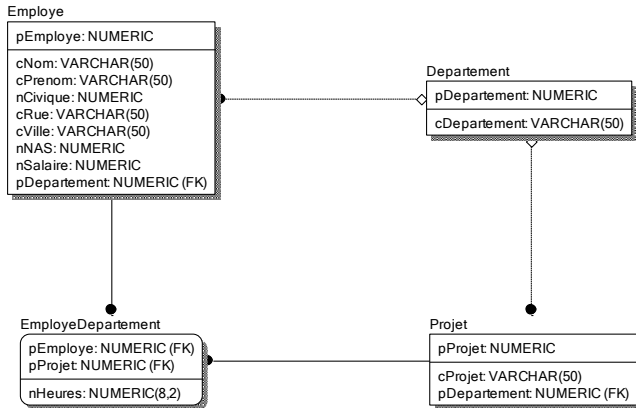 Employe
pEmploye: NUMERIC
cNom: VARCHAR(50)
cPrenom: VARCHAR(50)
nCivique: NUMERIC
cRue: VARCHAR(50)
cVille: VARCHAR(50)
nNAS: NUMERIC
nSalaire: NUMERIC
pDepartement: NUMERIC (FK)
Departement
pDepartement: NUMERIC
cDepartement: VARCHAR(50)
EmployeDepartement
pEmploye: NUMERIC (FK)
pProjet: NUMERIC (FK)
nHeures: NUMERIC(8,2)
Projet
pProjet: NUMERIC
cProjet: VARCHAR(50)
pDepartement: NUMERIC (FK)